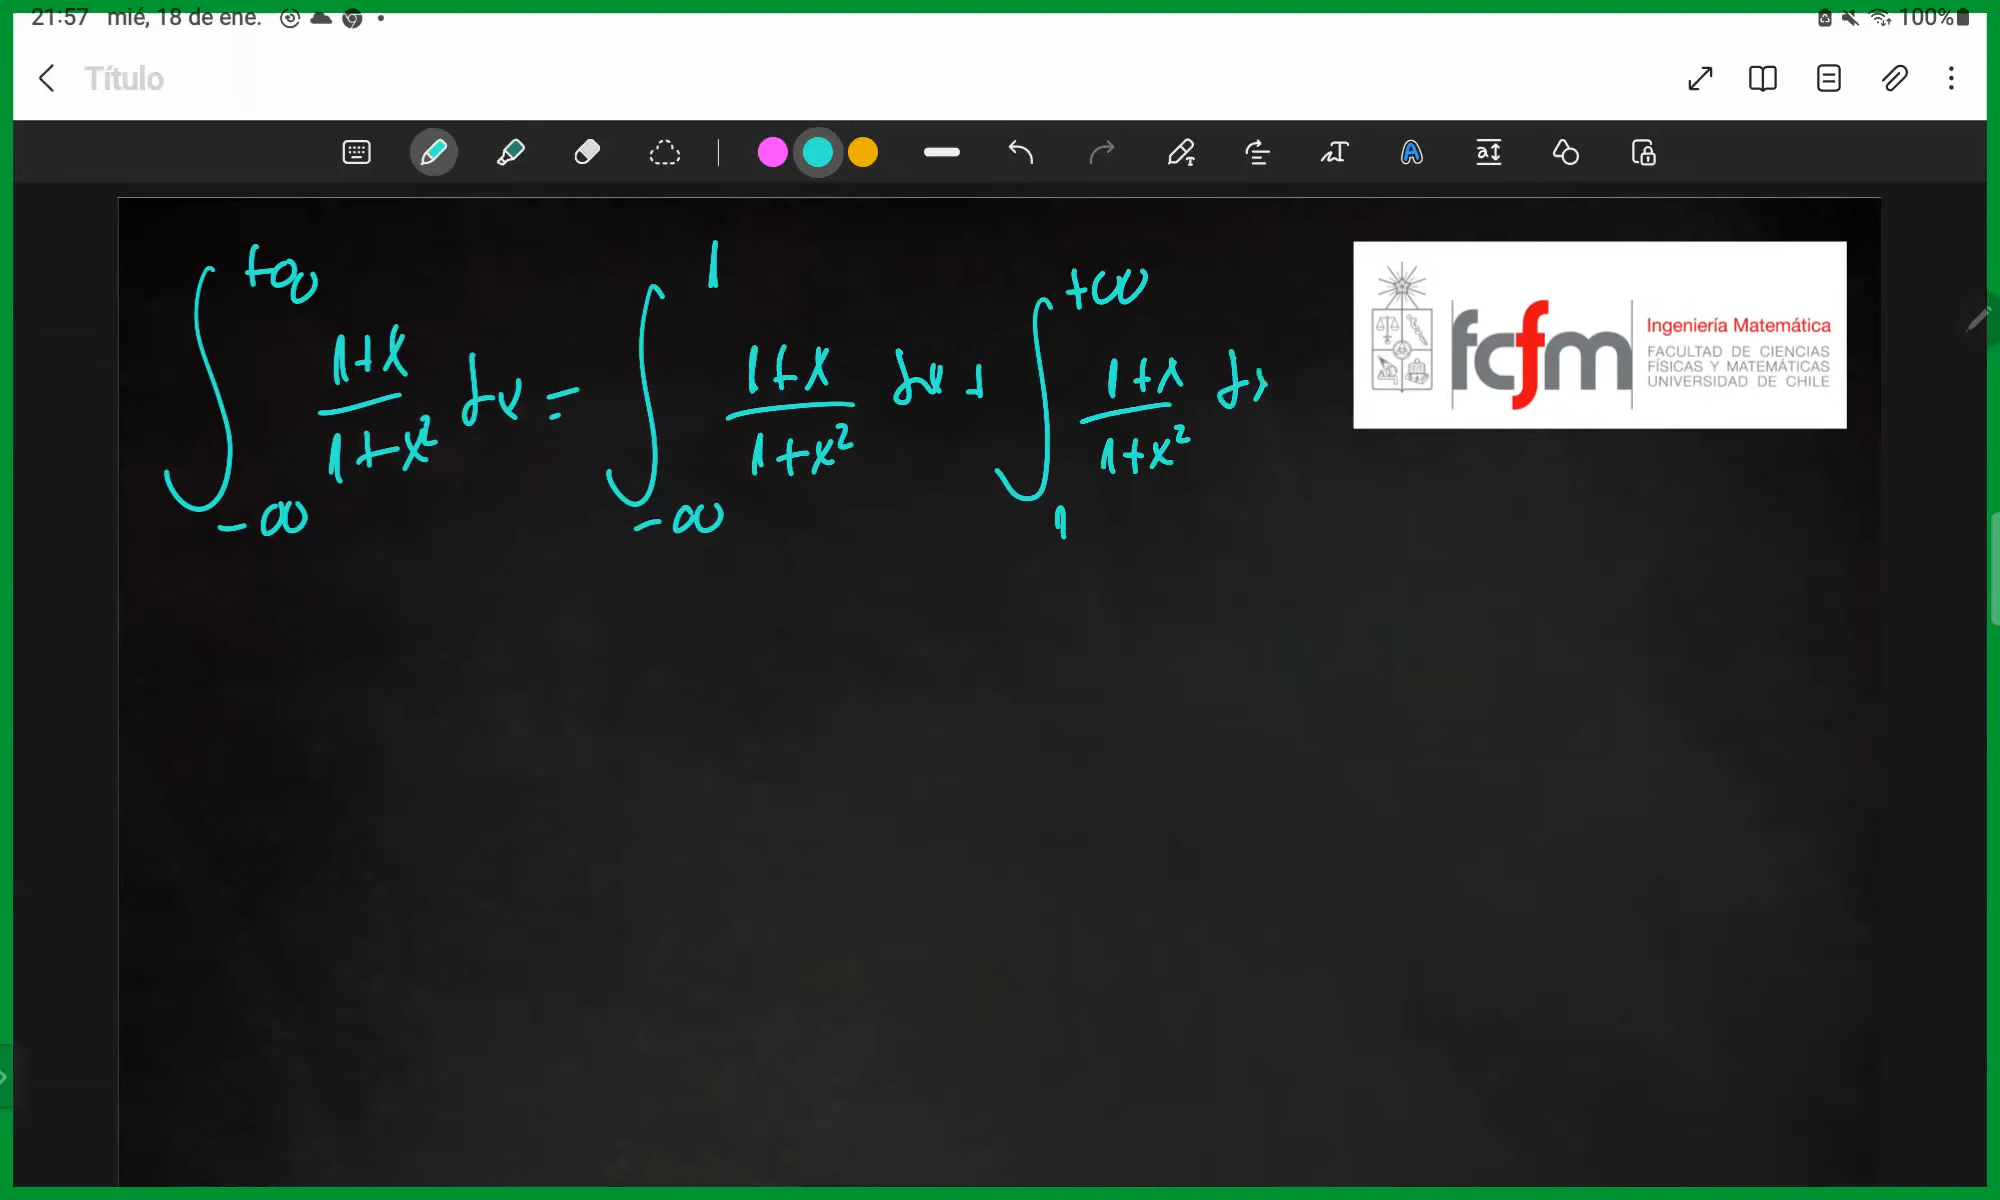 21:57 mié, 18 de ene. 100%
Título
∫_{-∞}^{+∞} (1+x)/(1+x²) dx = ∫_{-∞}^{1} (1+x)/(1+x²) dx + ∫_{1}^{+∞} (1+x)/(1+x²) dx
fcfm
Ingeniería Matemática
FACULTAD DE CIENCIAS
FÍSICAS Y MATEMÁTICAS
UNIVERSIDAD DE CHILE